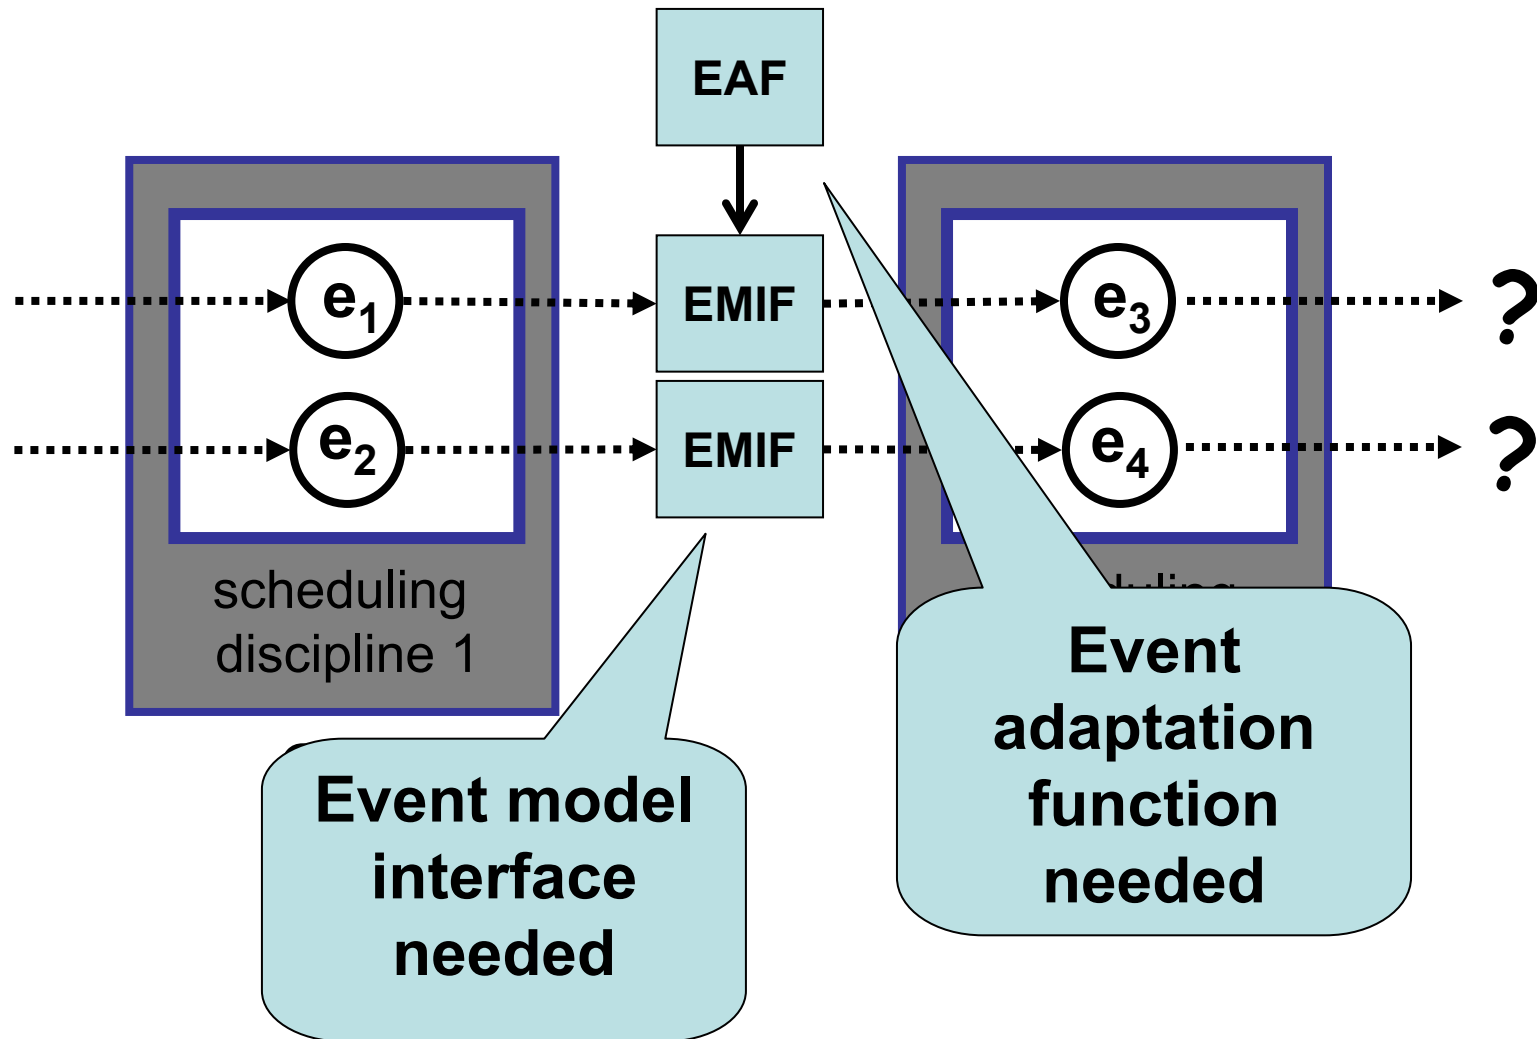 EAF
e1
EMIF
e3
?
e2
EMIF
e4
?
scheduling
discipline 1
Event model
interface
needed
Event
adaptation
function
needed